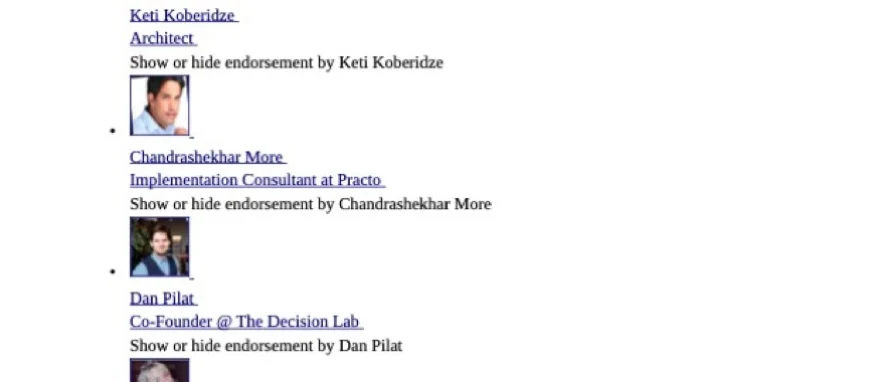 Keti Koberidze
Architect
Show or hide endorsement by Keti Koberidze
Chandrashekhar More
Implementation Consultant at Practo
Show or hide endorsement by Chandrashekhar More
Dan Pilat
Co-Founder @ The Decision Lab
Show or hide endorsement by Dan Pilat